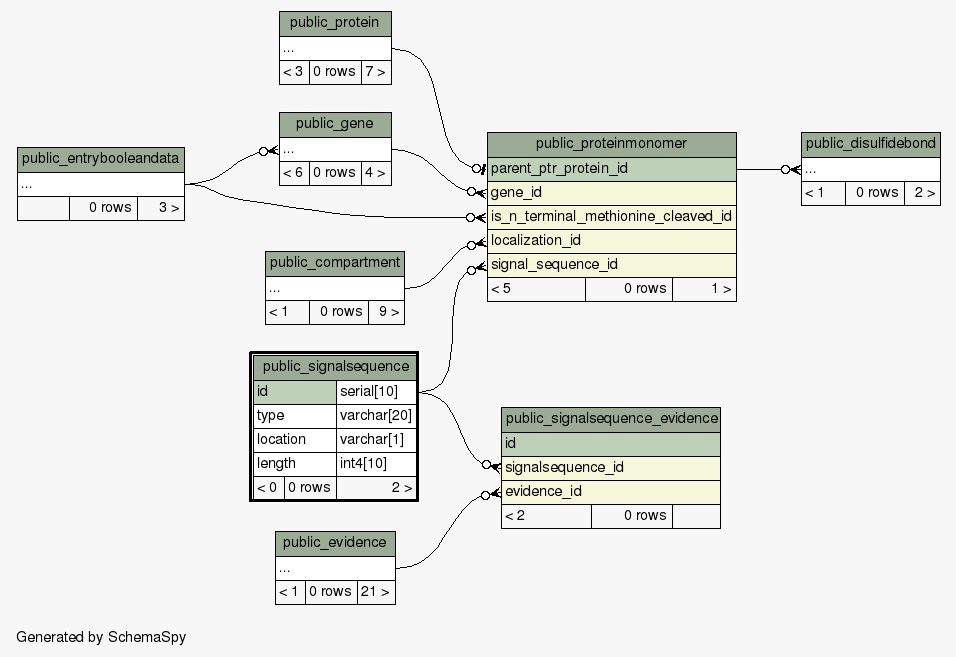 public_protein
...
< 3 0 rows 7 >
public_gene
...
< 6 0 rows 4 >
public_entrybooleandata
...
0 rows 3 >
public_proteinmonomer
parent_ptr_protein_id
gene_id
is_n_terminal_methionine_cleaved_id
localization_id
signal_sequence_id
< 5 0 rows 1 >
public_disulfidebond
...
< 1 0 rows 2 >
public_compartment
...
< 1 0 rows 9 >
public_signalsequence
id serial[10]
type varchar[20]
location varchar[1]
length int4[10]
< 0 0 rows 2 >
public_signalsequence_evidence
id
signalsequence_id
evidence_id
< 2 0 rows
public_evidence
...
< 1 0 rows 21 >
Generated by SchemaSpy